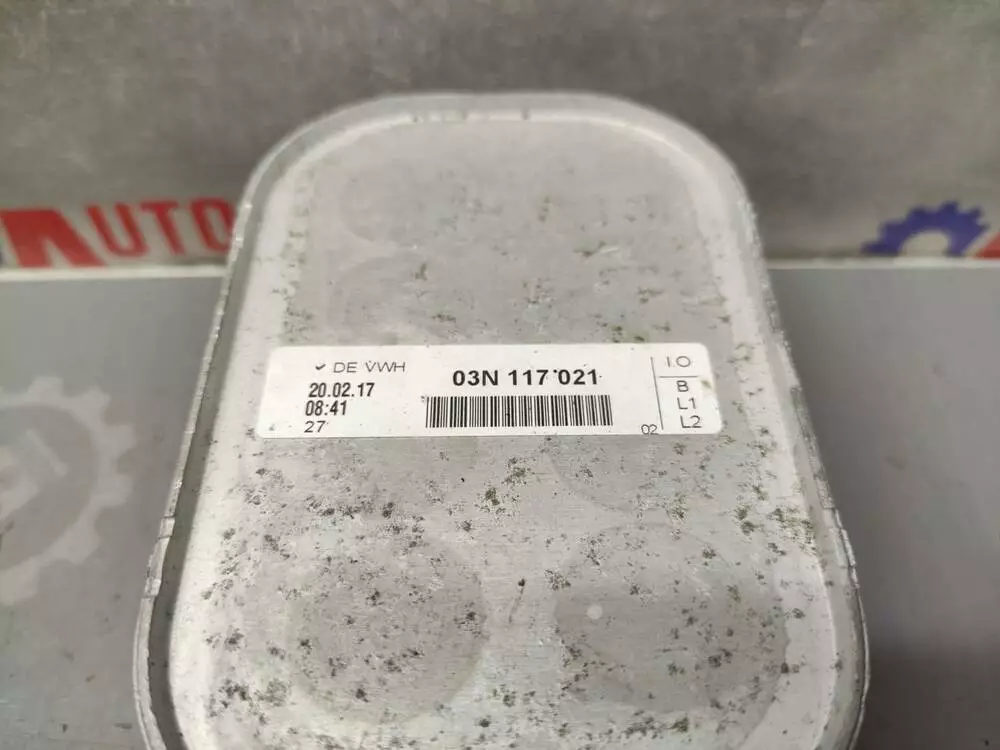 AUTO
✓ DE VWH
20.02.17
08:41
27
03N 117 021
02
I.O
B
L1
L2